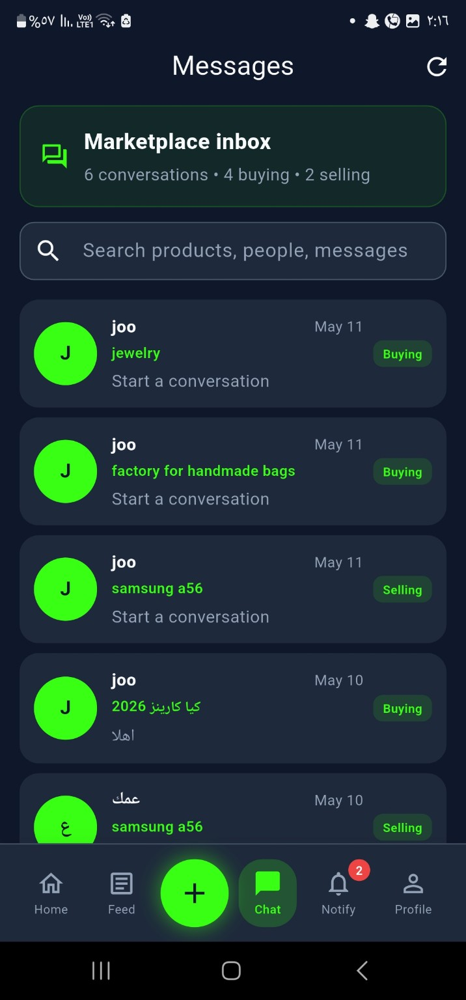 %٥٧ Vo)) LTE1 ٢:١٦
Messages
Marketplace inbox
6 conversations • 4 buying • 2 selling
Search products, people, messages
J joo May 11
jewelry Buying
Start a conversation
J joo May 11
factory for handmade bags Buying
Start a conversation
J joo May 11
samsung a56 Selling
Start a conversation
J joo May 10
كيا كارينز 2026 Buying
اهلا
ع عمك May 10
samsung a56 Selling
2
Home Feed + Chat Notify Profile